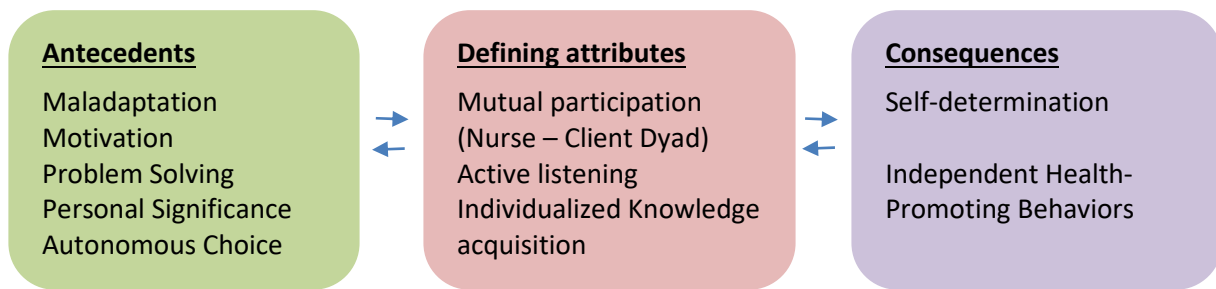 Antecedents
Maladaptation
Motivation
Problem Solving
Personal Significance
Autonomous Choice
Defining attributes
Mutual participation
(Nurse – Client Dyad)
Active listening
Individualized Knowledge
acquisition
Consequences
Self-determination
Independent Health-
Promoting Behaviors